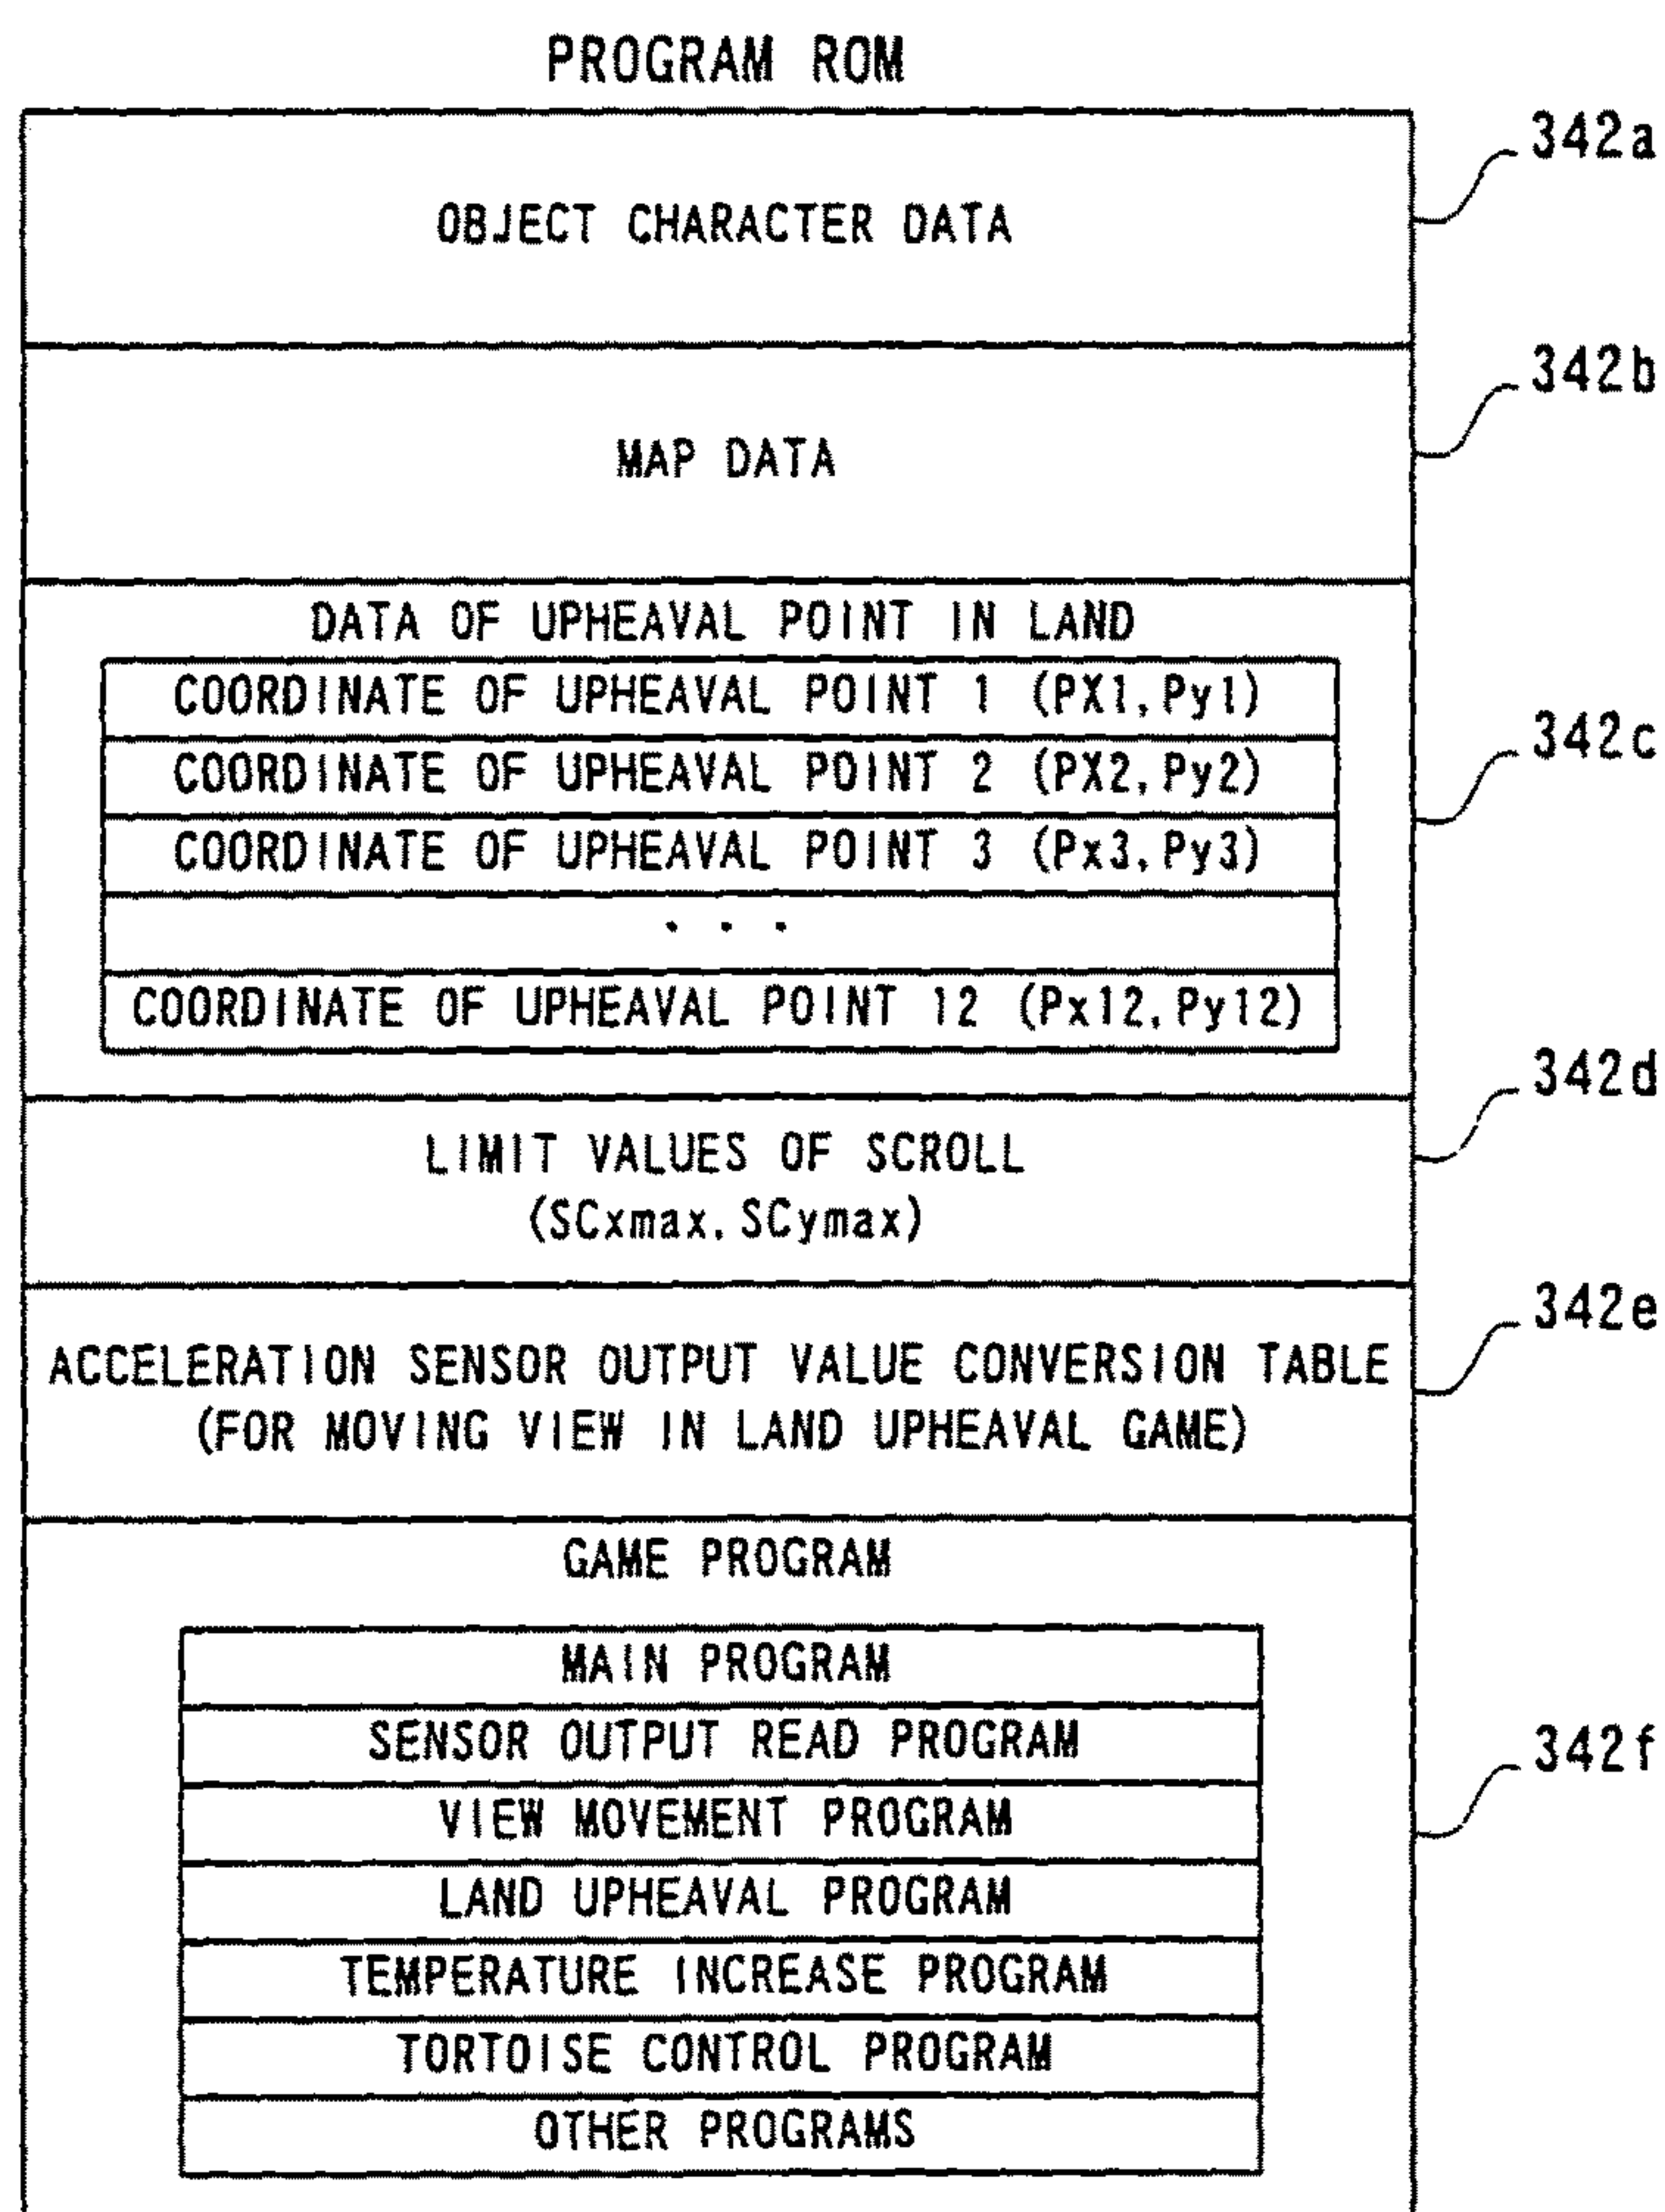 PROGRAM ROM
342a
OBJECT CHARACTER DATA
342b
MAP DATA
DATA OF UPHEAVAL POINT IN LAND
COORDINATE OF UPHEAVAL POINT 1 (PX1,Py1)
342c
COORDINATE OF UPHEAVAL POINT 2 (PX2,Py2)
COORDINATE OF UPHEAVAL POINT 3 (Px3,Py3)
. . .
COORDINATE OF UPHEAVAL POINT 12 (Px12,Py12)
342d
LIMIT VALUES OF SCROLL
(SCxmax,SCymax)
342e
ACCELERATION SENSOR OUTPUT VALUE CONVERSION TABLE
(FOR MOVING VIEW IN LAND UPHEAVAL GAME)
GAME PROGRAM
MAIN PROGRAM
SENSOR OUTPUT READ PROGRAM
342f
VIEW MOVEMENT PROGRAM
LAND UPHEAVAL PROGRAM
TEMPERATURE INCREASE PROGRAM
TORTOISE CONTROL PROGRAM
OTHER PROGRAMS